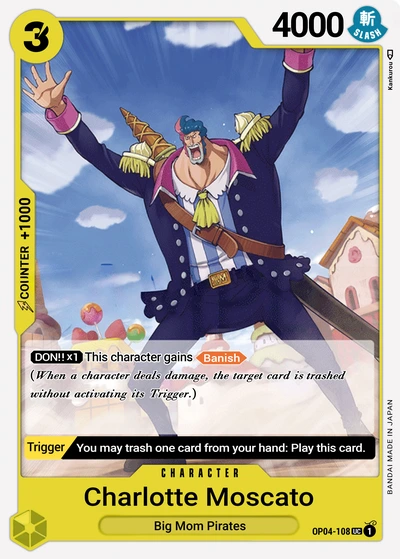 3
4000
斬
SLASH
Kankurou
COUNTER +1000
DON!!×1 This character gains Banish
(When a character deals damage, the target card is trashed
without activating its Trigger.)
Trigger You may trash one card from your hand: Play this card.
CHARACTER
Charlotte Moscato
Big Mom Pirates
OP04-108 UC 1
BANDAI MADE IN JAPAN